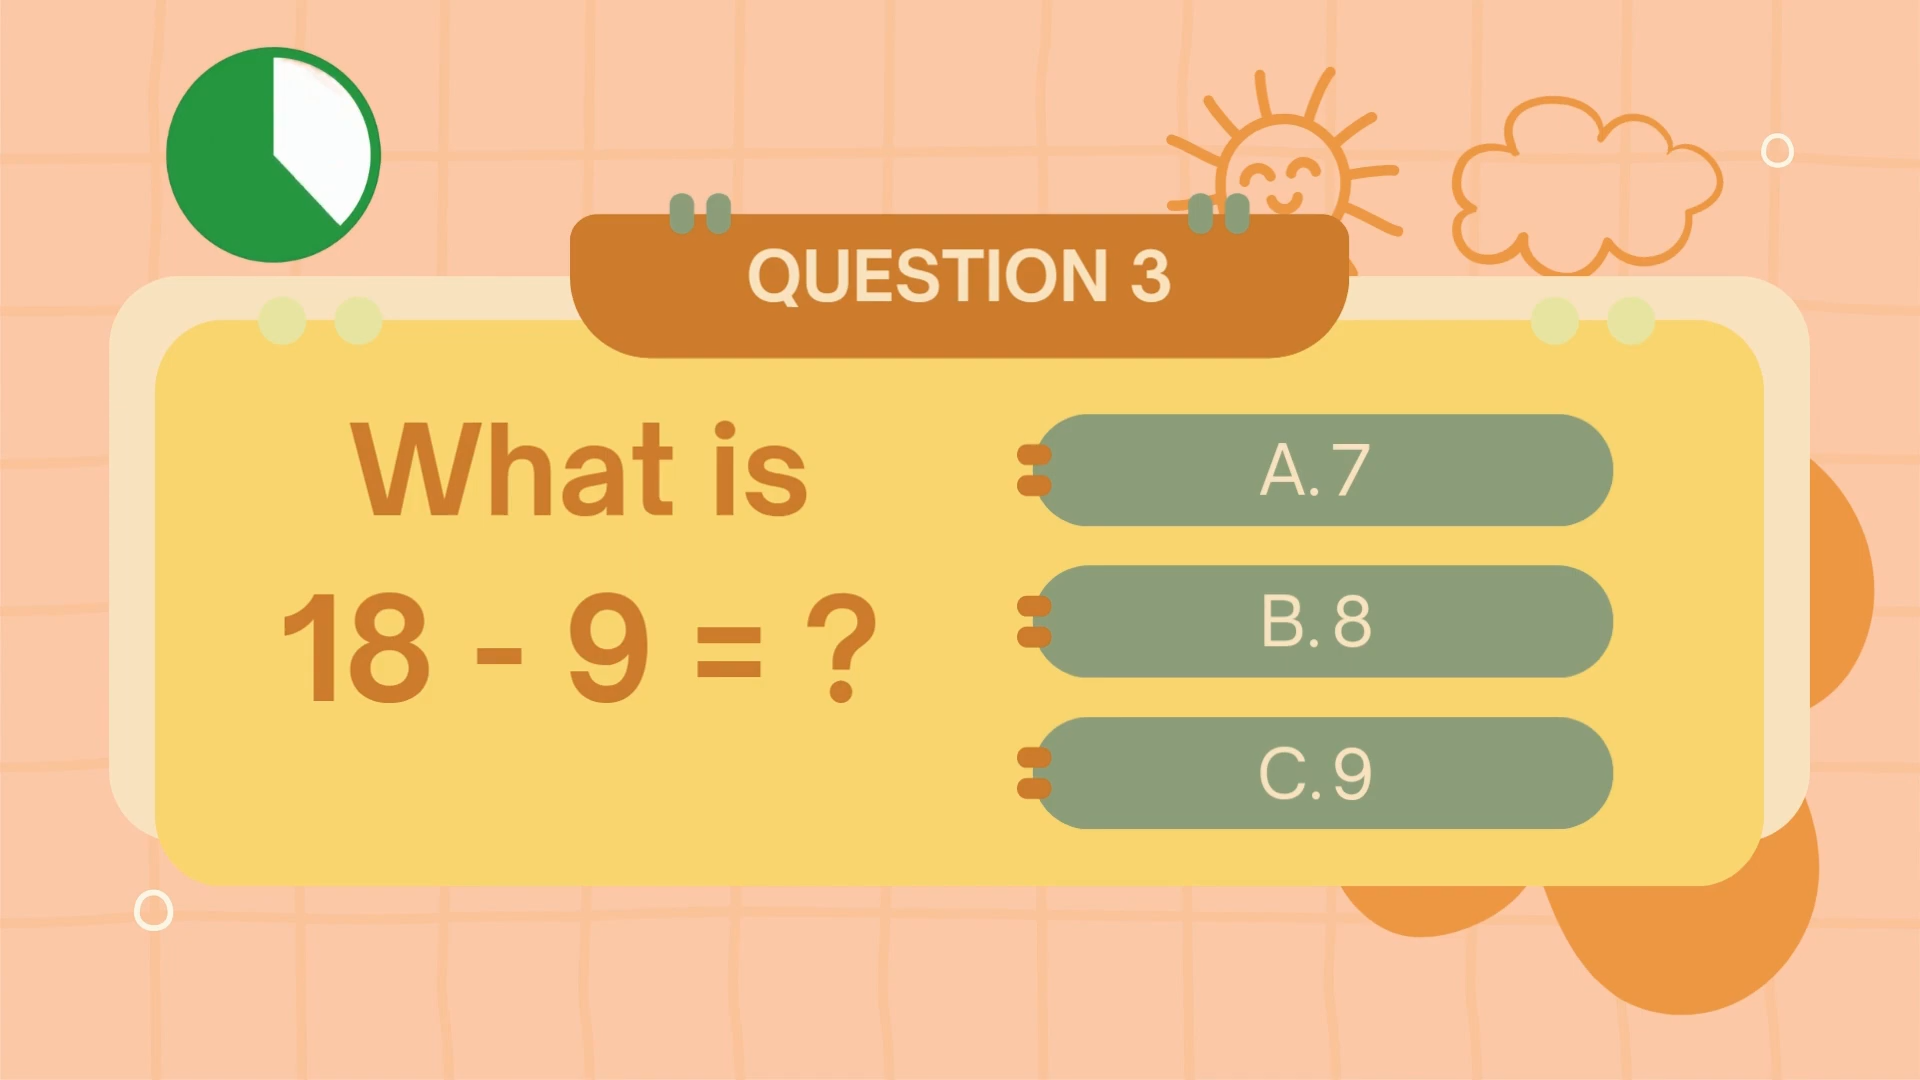 QUESTION 3
What is
18 - 9 = ?
A. 7
B. 8
C. 9